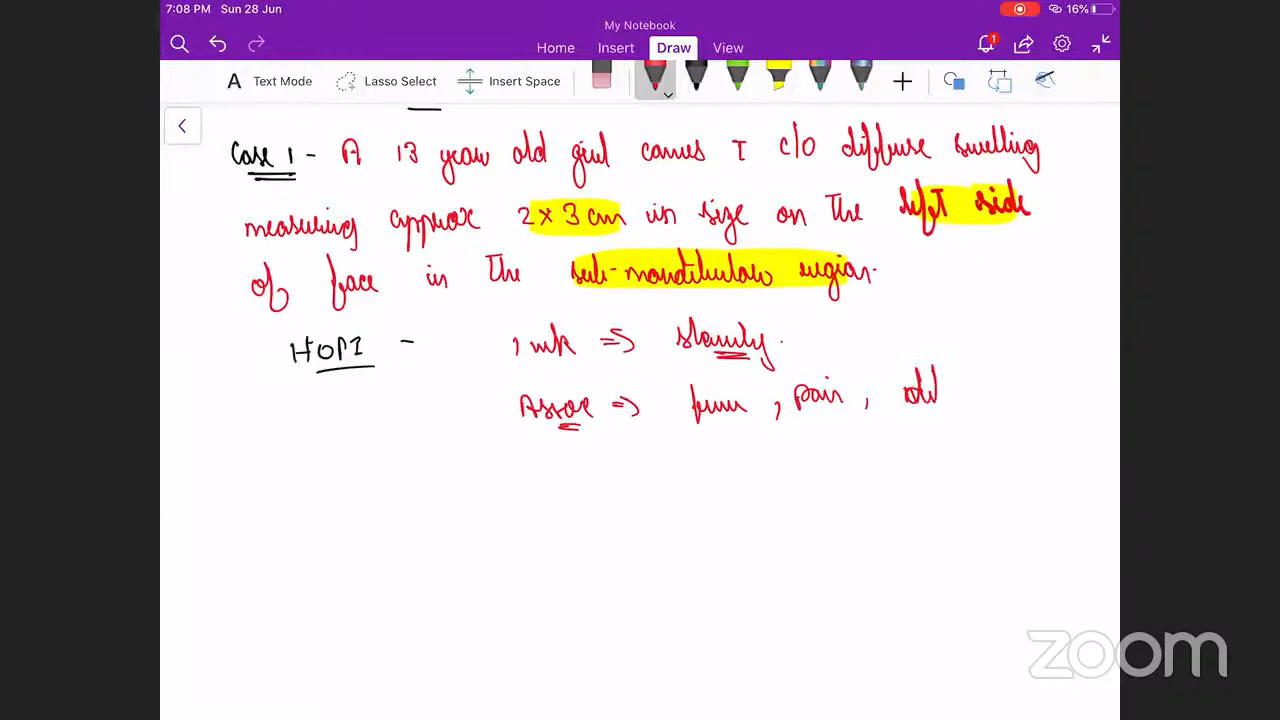 7:08 PM Sun 28 Jun
16%
My Notebook
Home Insert Draw View
1
A Text Mode Lasso Select Insert Space
Case 1 - A 13 year old girl comes c c/o diffuse swelling
measuring approx 2 x 3 cm in size on the left side
of face in the sub-mandibular region.
HOPI - 1 wk => slowly.
Assoc => fever, pain,
zoom